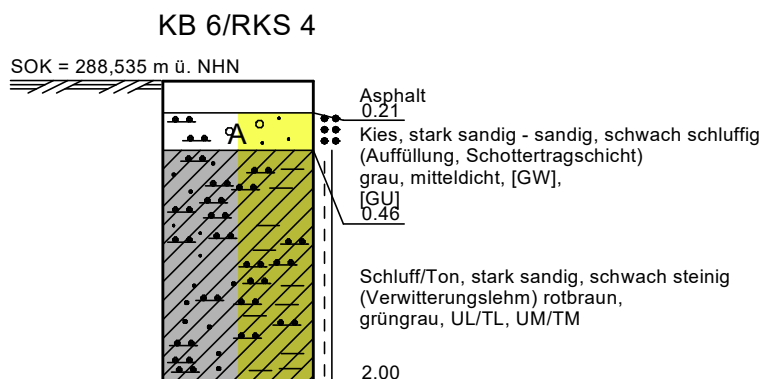 KB 6/RKS 4
SOK = 288,535 m ü. NHN
Asphalt
0.21
A
Kies, stark sandig - sandig, schwach schluffig
(Auffüllung, Schottertragschicht)
grau, mitteldicht, [GW],
[GU]
0.46
Schluff/Ton, stark sandig, schwach steinig
(Verwitterungslehm) rotbraun,
grüngrau, UL/TL, UM/TM
2.00